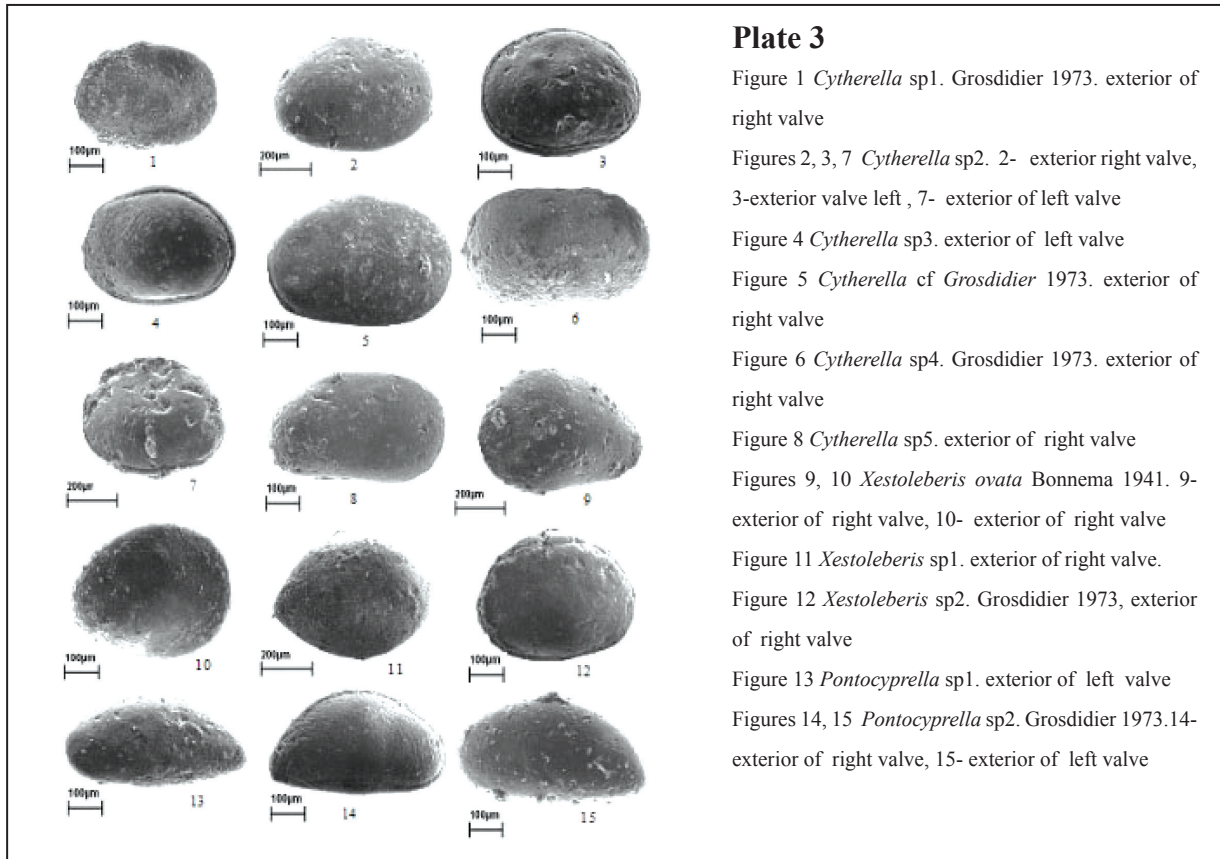 Plate 3
Figure 1 Cytherella sp1. Grosdidier 1973. exterior of
right valve
Figures 2, 3, 7 Cytherella sp2. 2- exterior right valve,
3-exterior valve left , 7- exterior of left valve
Figure 4 Cytherella sp3. exterior of left valve
Figure 5 Cytherella cf Grosdidier 1973. exterior of
right valve
Figure 6 Cytherella sp4. Grosdidier 1973. exterior of
right valve
Figure 8 Cytherella sp5. exterior of right valve
Figures 9, 10 Xestoleberis ovata Bonnema 1941. 9-
exterior of right valve, 10- exterior of right valve
Figure 11 Xestoleberis sp1. exterior of right valve.
Figure 12 Xestoleberis sp2. Grosdidier 1973, exterior
of right valve
Figure 13 Pontocyprella sp1. exterior of left valve
Figures 14, 15 Pontocyprella sp2. Grosdidier 1973.14-
exterior of right valve, 15- exterior of left valve
100µm 200µm 100µm
1 2 3
100µm 100µm 100µm
4 5 6
200µm 100µm 200µm
7 8 9
100µm 200µm 100µm
10 11 12
100µm 100µm 100µm
13 14 15